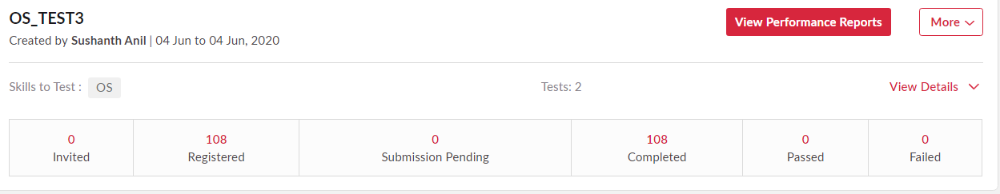 OS_TEST3
View Performance Reports
More
Created by Sushanth Anil | 04 Jun to 04 Jun, 2020
Skills to Test : OS
Tests: 2
View Details
0
Invited
108
Registered
0
Submission Pending
108
Completed
0
Passed
0
Failed